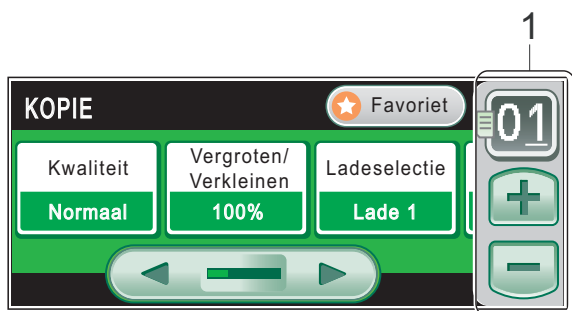 1
KOPIE
Favoriet
01
Kwaliteit
Normaal
Vergroten/
Verkleinen
100%
Ladeselectie
Lade 1